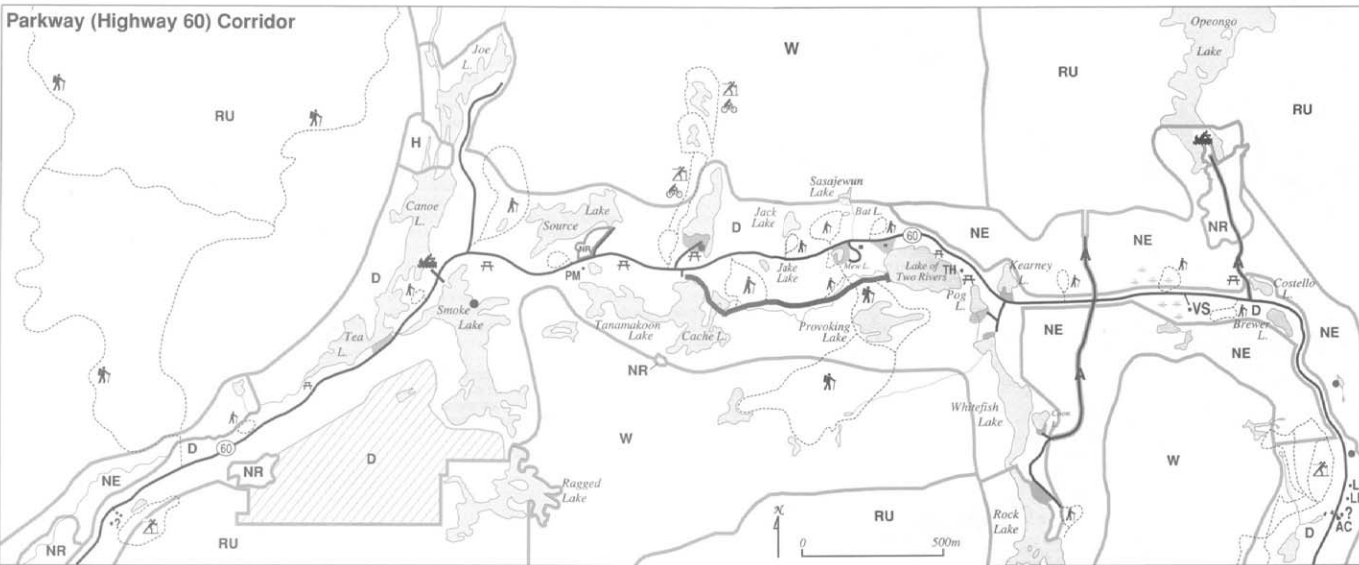 Parkway (Highway 60) Corridor
Opeongo
Lake
Joe
L.
W
RU
RU
RU
H
Sasajewun
Lake
Canoe
L.
Lake
Source
D
Jack
Lake
Bat L.
60
NE
NE
NR
D
PM
Jake
Lake
Mew L.
Lake of
Two Rivers
TH
Kearney
L.
A
A
Costello
L.
Smoke
Lake
Pog
L.
VS
D
Brewer
L.
Tea
L.
Tanamakoon
Lake
Cache L.
Provoking
Lake
NE
NE
NE
NR
A
Whitefish
Lake
D
60
NR
D
W
W
NE
Ragged
Lake
Rock
Lake
?
NR
RU
RU
N
0
500m
L
LI
?
AC
D